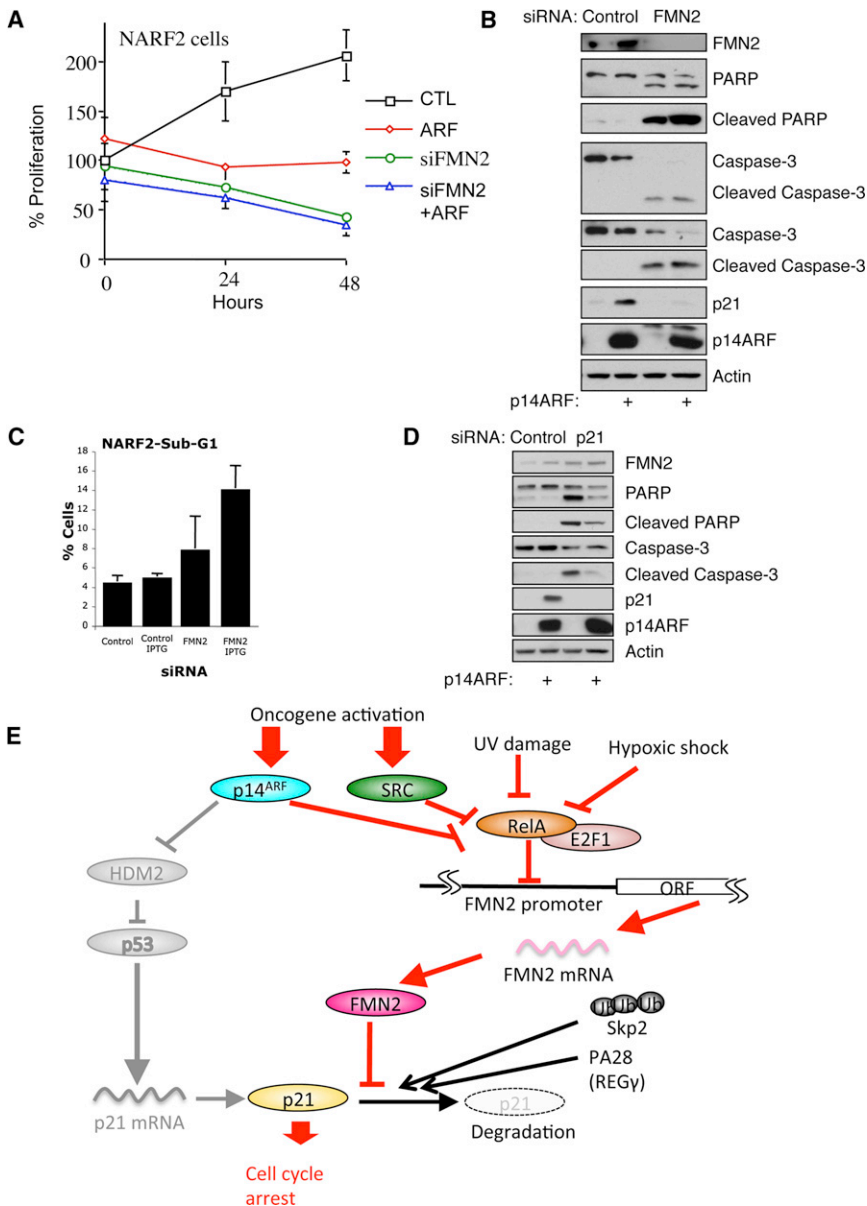 A
NARF2 cells
200
150
100
50
0
% Proliferation
0
24
48
Hours
CTL
ARF
siFMN2
siFMN2
+ARF
B
siRNA: Control FMN2
FMN2
PARP
Cleaved PARP
Caspase-3
Cleaved Caspase-3
Caspase-3
Cleaved Caspase-3
p21
p14ARF
Actin
p14ARF: + +
C
NARF2-Sub-G1
% Cells
16
14
12
10
8
6
4
2
0
Control
Control
IPTG
FMN2
FMN2
IPTG
siRNA
D
siRNA: Control p21
FMN2
PARP
Cleaved PARP
Caspase-3
Cleaved Caspase-3
p21
p14ARF
Actin
p14ARF: + +
E
Oncogene activation
UV damage
Hypoxic shock
p14ARF
SRC
RelA
E2F1
HDM2
ORF
FMN2 promoter
p53
FMN2 mRNA
FMN2
Ub Ub Ub
Skp2
PA28
(REGγ)
p21 mRNA
p21
p21
Degradation
Cell cycle
arrest